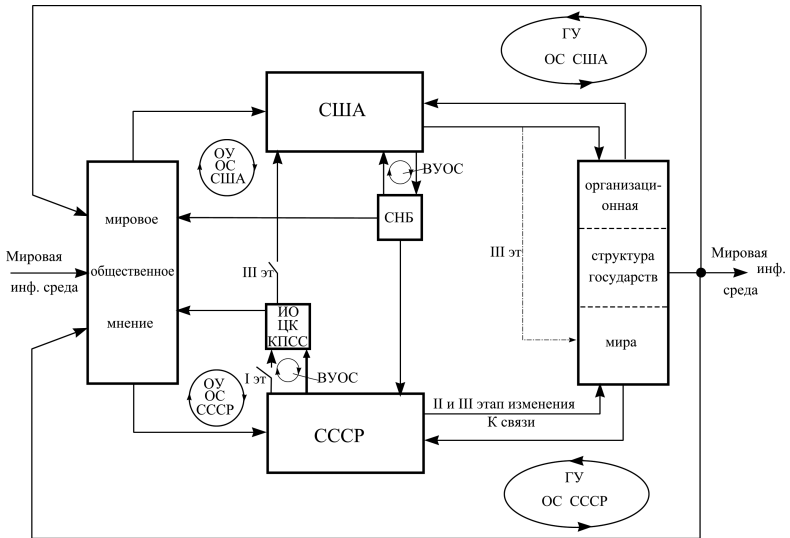 ГУ
ОС США
США
ОУ
ОС
США
ВУОС
СНБ
мировое
общественное
мнение
Мировая
инф. среда
организаци-
онная
структура
государств
мира
Мировая
инф.
среда
III эт
III эт
ИО
ЦК
КПСС
I эт
ВУОС
ОУ
ОС
СССР
СССР
II и III этап изменения
К связи
ГУ
ОС СССР